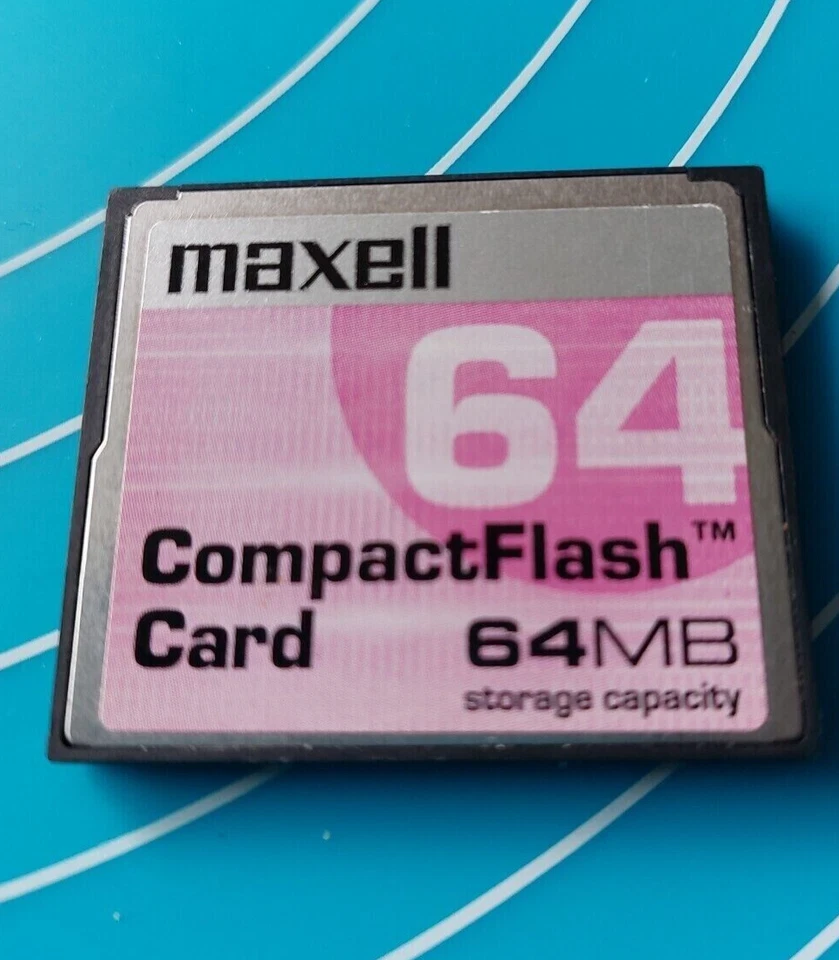 maxell
64
CompactFlash™
Card 64MB
storage capacity